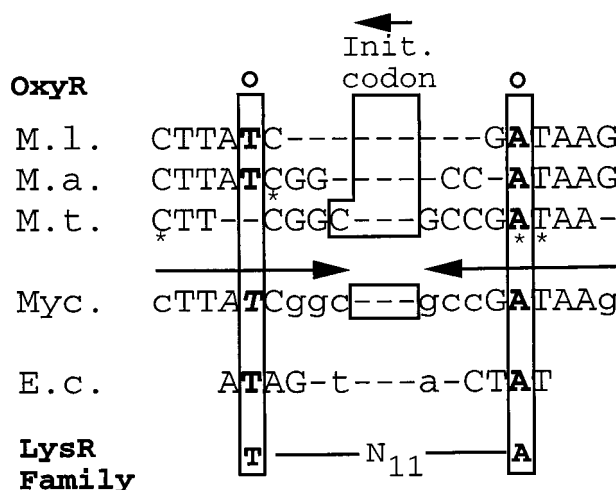 Init.
codon
OxyR
M.l. CTTATC-------GATAAG
M.a. CTTATCGG---CC-ATAAG
M.t. CTT--CGGC---GCCGATAA-
* * *
Myc. cTTATCggc---gccGATAAg
E.c. ATAG-t---a-CTAT
LysR T N11 A
Family